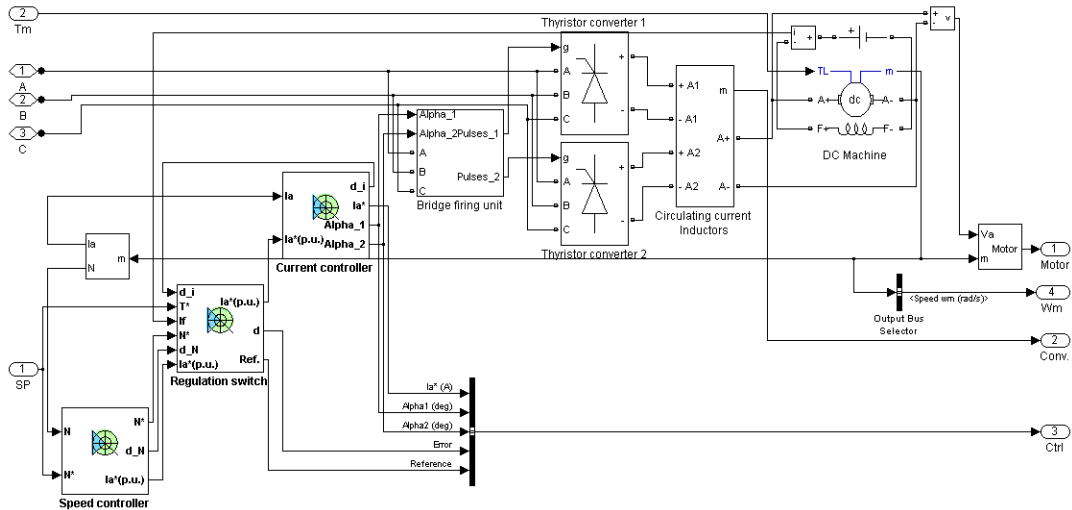 2
Tm
1
A
2
B
3
C
1
SP
Thyristor converter 1
g
A
B
C
+
-
Thyristor converter 2
g
A
B
C
+
-
Alpha_1
Alpha_2
A
B
C
Pulses_1
Pulses_2
Bridge firing unit
+ A1
- A1
+ A2
- A2
m
A+
A-
Circulating current
Inductors
i
+
-
+
TL
m
A+
dc
A-
F+
F-
DC Machine
+
-
v
Va
m
Motor
1
Motor
4
Wm
2
Conv.
3
Ctrl
<Speed wm (rad/s)>
Output Bus
Selector
Ia
Ia*(p.u.)
d_i
Ia*
Alpha_1
Alpha_2
Current controller
Ia
N
m
d_i
T*
If
N*
d_N
Ia*(p.u.)
Ia*(p.u.)
d
Ref.
Regulation switch
N
N*
N*
d_N
Ia*(p.u.)
Speed controller
Ia* (A)
Alpha1 (deg)
Alpha2 (deg)
Error
Reference